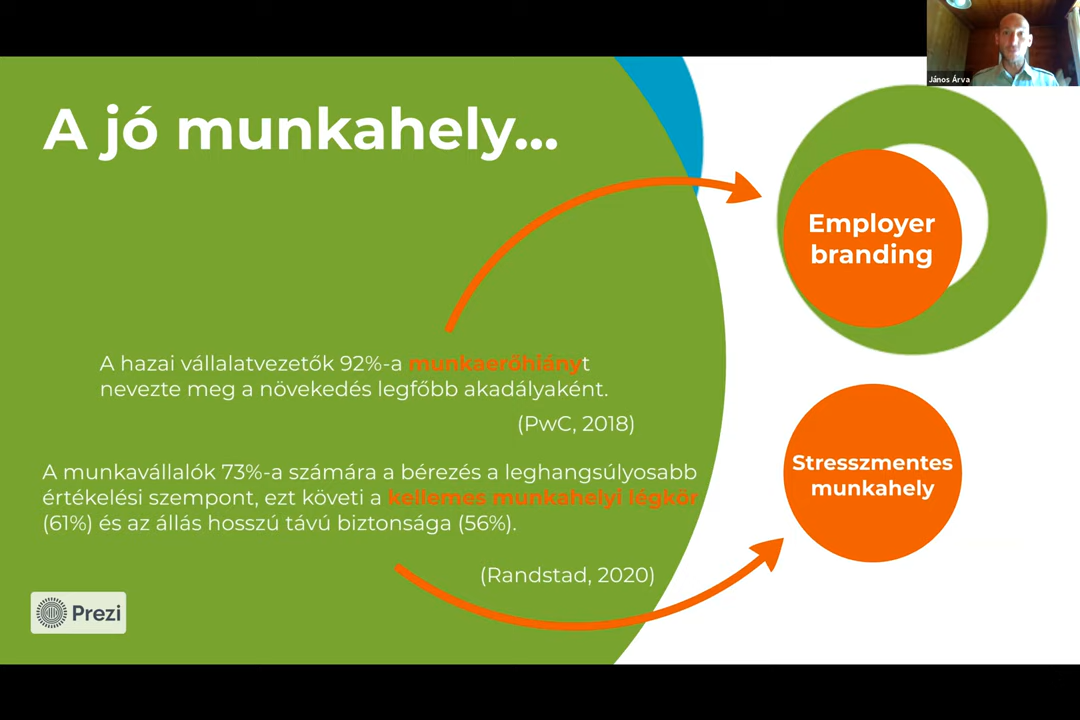 János Árva
A jó munkahely...
Employer
branding
A hazai vállalatvezetők 92%-a munkaerőhiányt
nevezte meg a növekedés legfőbb akadályaként.
(PwC, 2018)
A munkavállalók 73%-a számára a bérezés a leghangsúlyosabb
értékelési szempont, ezt követi a kellemes munkahelyi légkör
(61%) és az állás hosszú távú biztonsága (56%).
(Randstad, 2020)
Stresszmentes
munkahely
Prezi